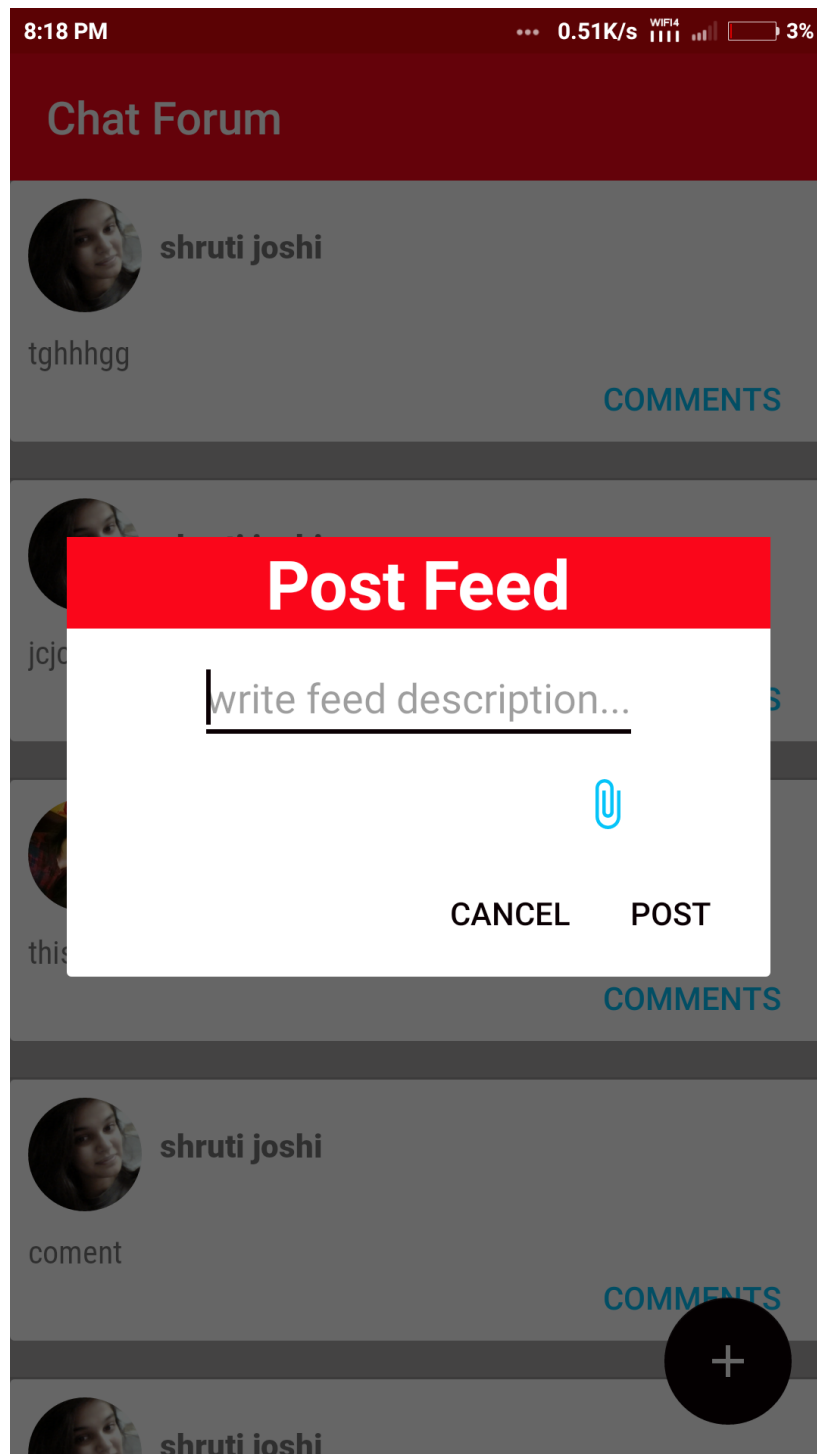 8:18 PM ... 0.51K/s WIFI4 3%
Chat Forum
shruti joshi
tghhhgg
COMMENTS
Post Feed
write feed description...
CANCEL POST
COMMENTS
shruti joshi
coment
COMMENTS
+
shruti joshi